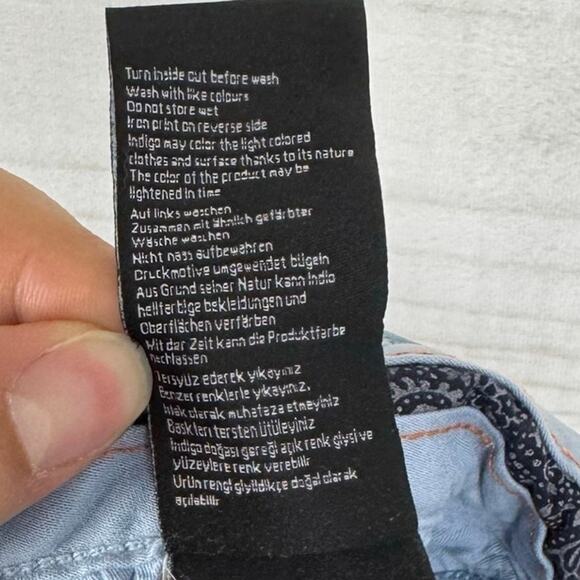 Turn inside out before wash
Wash with like colours
Do not store wet
Iron print on reverse side
Indigo may color the light colored
clothes and surface thanks to its nature
The color of the product may be
lightened in time
Auf links waschen
Zusammen mit ähnlich gefärbter
Wäsche waschen
Nicht nass aufbewahren
Druckmotive umgewendet bügeln
Aus Grund seiner Natur kann Indio
hellfarbige bekleidungen und
Oberflächen verfärben
Mit der Zeit kann die Produktfarbe
nachlassen
Tersyüz ederek yıkayınız
Benzer renklerle yıkayınız,
Islak olarak muhafaza etmeyiniz
Baskıları tersten ütüleyiniz
İndigo doğası gereği açık renk giysi ve
yüzeylere renk verebilir
Ürün rengi giyildikçe doğal olarak
açılabilir